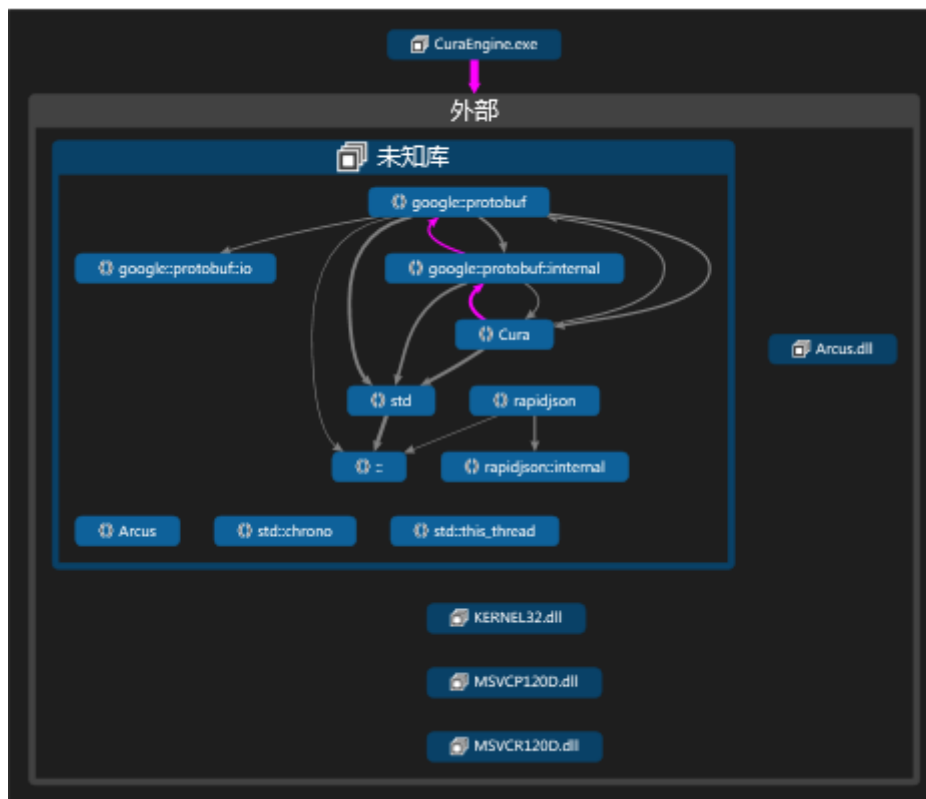 CuraEngine.exe
外部
未知库
google::protobuf
google::protobuf::io
google::protobuf::internal
Cura
Arcus.dll
std
rapidjson
::
rapidjson::internal
Arcus
std::chrono
std::this_thread
KERNEL32.dll
MSVCP120D.dll
MSVCR120D.dll